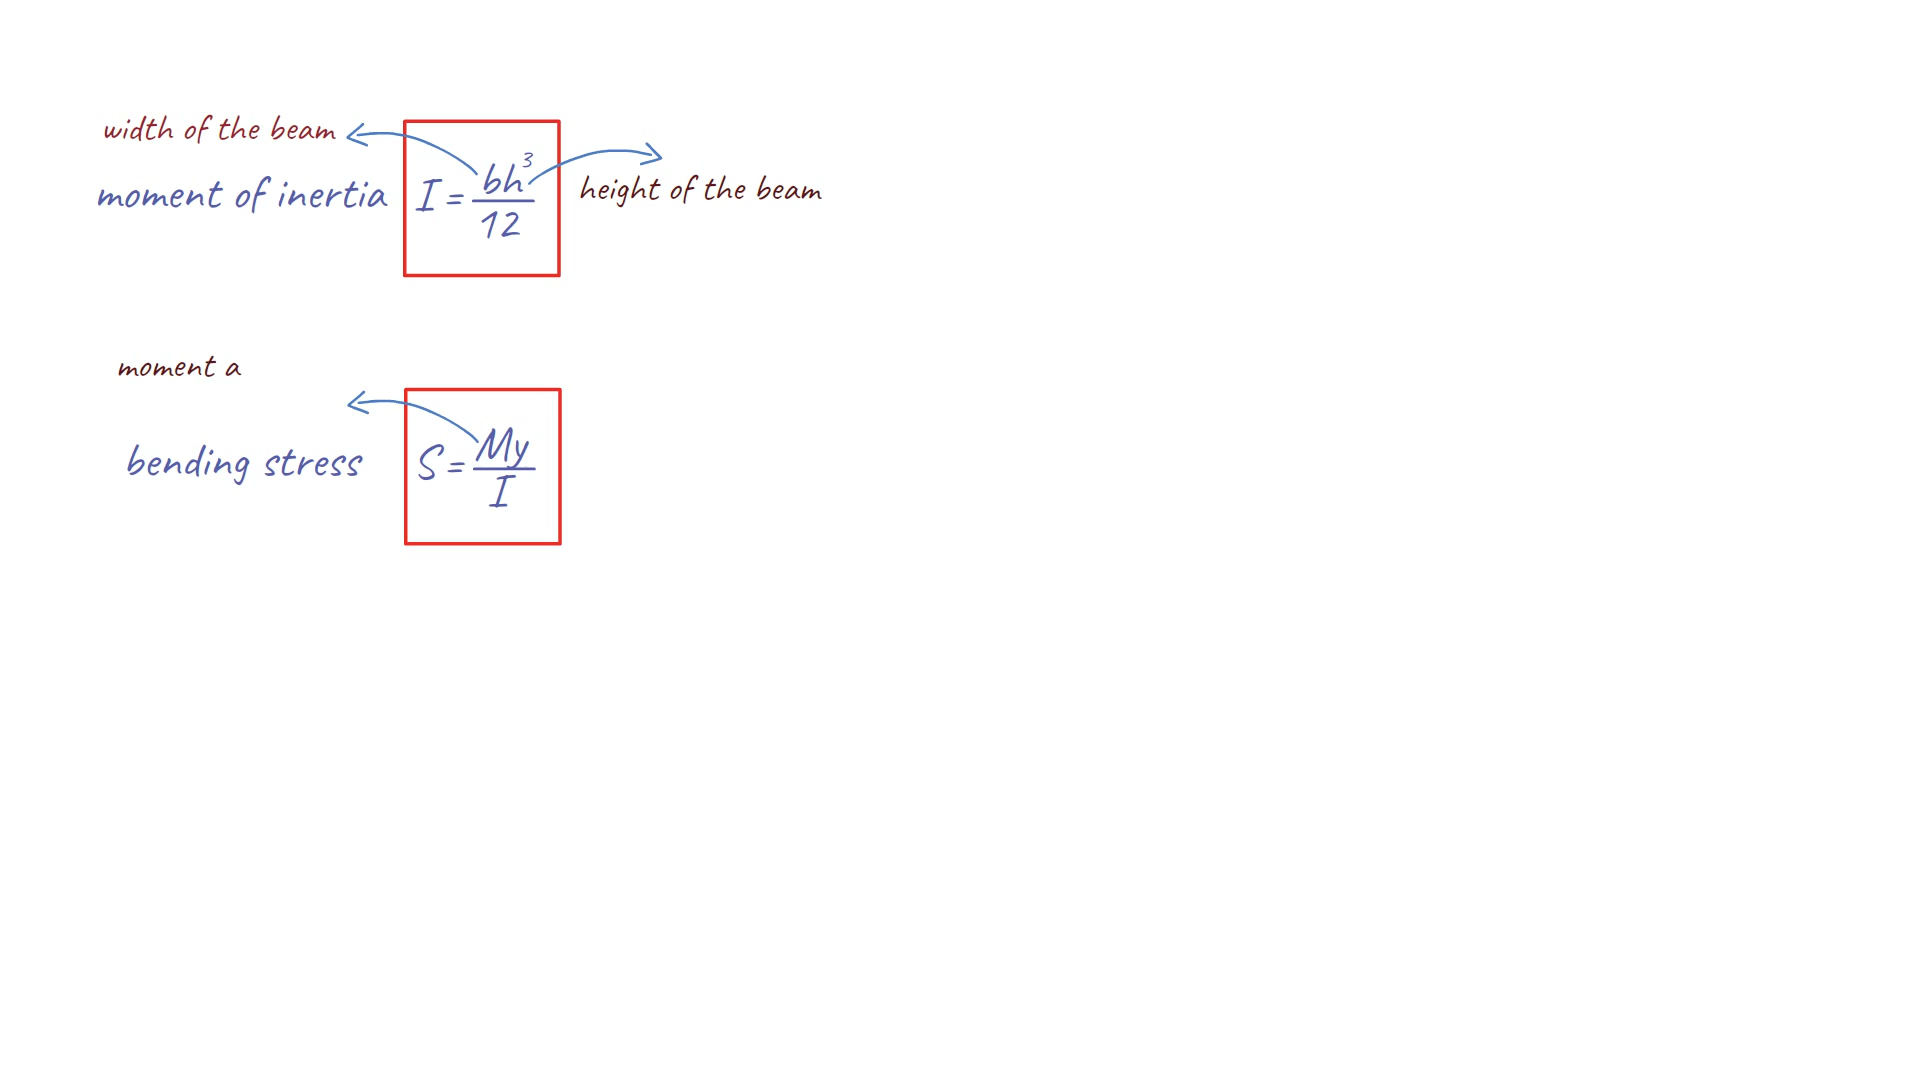 width of the beam
moment of inertia I = bh³/12
height of the beam
moment a
bending stress S = My/I